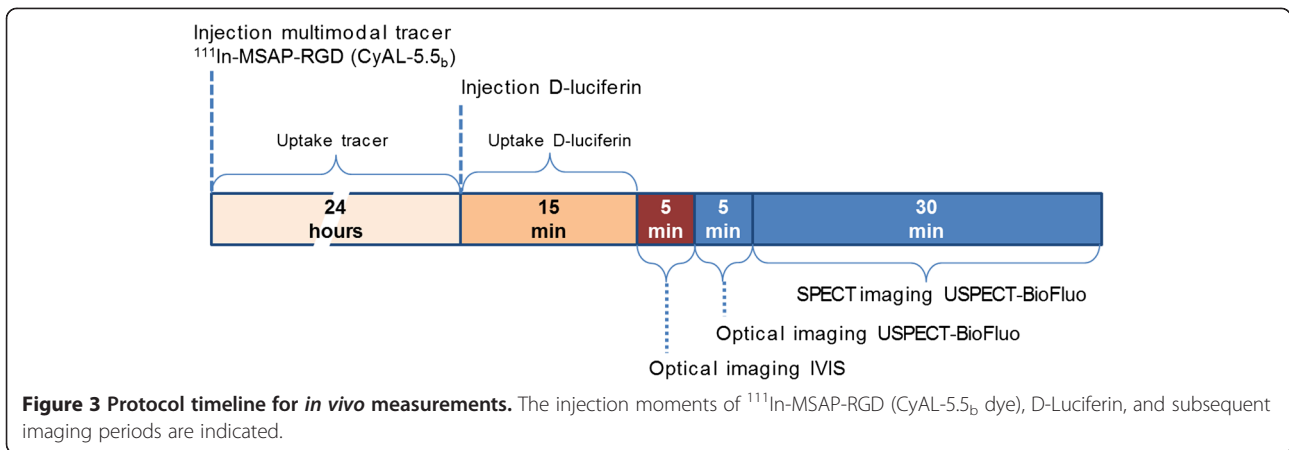 Injection multimodal tracer
¹¹¹In-MSAP-RGD (CyAL-5.5b)
Injection D-luciferin
Uptake tracer
Uptake D-luciferin
24
hours
15
min
5
min
5
min
30
min
SPECT imaging USPECT-BioFluo
Optical imaging USPECT-BioFluo
Optical imaging IVIS
Figure 3 Protocol timeline for in vivo measurements. The injection moments of ¹¹¹In-MSAP-RGD (CyAL-5.5b dye), D-Luciferin, and subsequent
imaging periods are indicated.